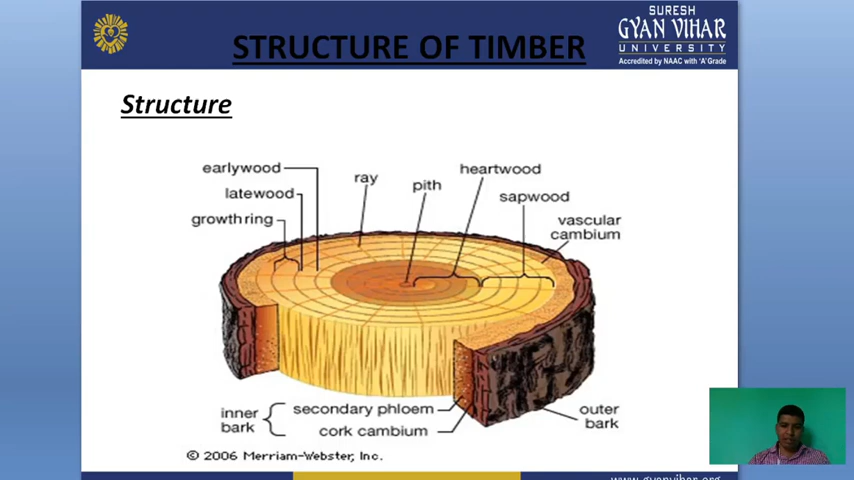 SURESH
GYAN VIHAR
UNIVERSITY
Accredited by NAAC with 'A' Grade
STRUCTURE OF TIMBER
Structure
earlywood
latewood
growth ring
ray
pith
heartwood
sapwood
vascular
cambium
inner
bark
secondary phloem
cork cambium
outer
bark
© 2006 Merriam-Webster, Inc.
www.gyanvihar.org